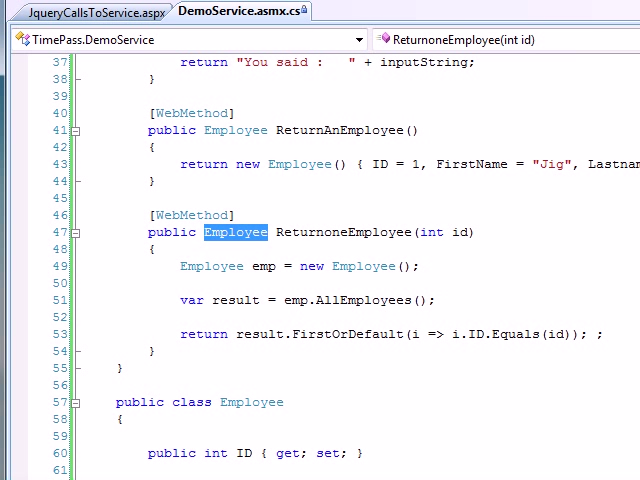 JqueryCallsToService.aspx DemoService.asmx.cs
TimePass.DemoService ReturnoneEmployee(int id)
37 return "You said :   " + inputString;
38 }
39
40 [WebMethod]
41 public Employee ReturnAnEmployee()
42 {
43 return new Employee() { ID = 1, FirstName = "Jig", Lastnam
44 }
45
46 [WebMethod]
47 public Employee ReturnoneEmployee(int id)
48 {
49 Employee emp = new Employee();
50
51 var result = emp.AllEmployees();
52
53 return result.FirstOrDefault(i => i.ID.Equals(id)); ;
54 }
55 }
56
57 public class Employee
58 {
59
60 public int ID { get; set; }
61